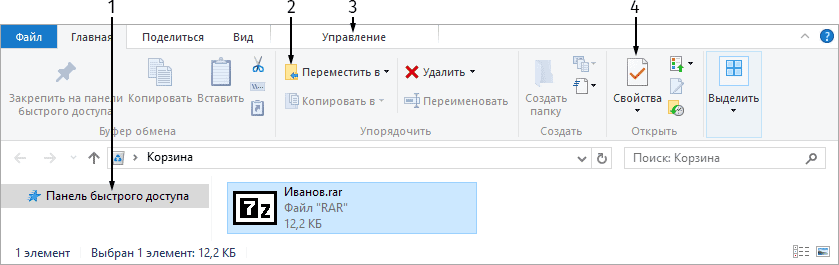 1 2 3 4
Файл Главная Поделиться Вид Управление
Закрепить на панели быстрого доступа
Копировать
Вставить
Переместить в
Копировать в
Удалить
Переименовать
Создать папку
Свойства
Выделить
Буфер обмена Упорядочить Создать Открыть
Корзина
Поиск: Корзина
Панель быстрого доступа
7z
Иванов.rar
Файл "RAR"
12,2 КБ
1 элемент Выбран 1 элемент: 12,2 КБ